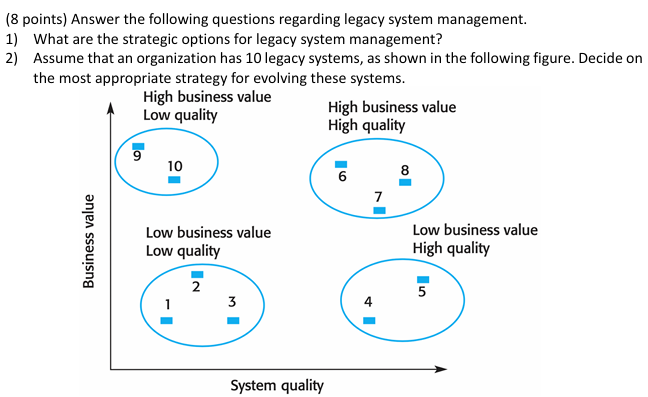 (8 points) Answer the following questions regarding legacy system management.
1) What are the strategic options for legacy system management?
2) Assume that an organization has 10 legacy systems, as shown in the following figure. Decide on
the most appropriate strategy for evolving these systems.
High business value
Low quality
High business value
High quality
9
10
6
8
7
Business value
Low business value
Low quality
Low business value
High quality
2
1
3
5
4
System quality